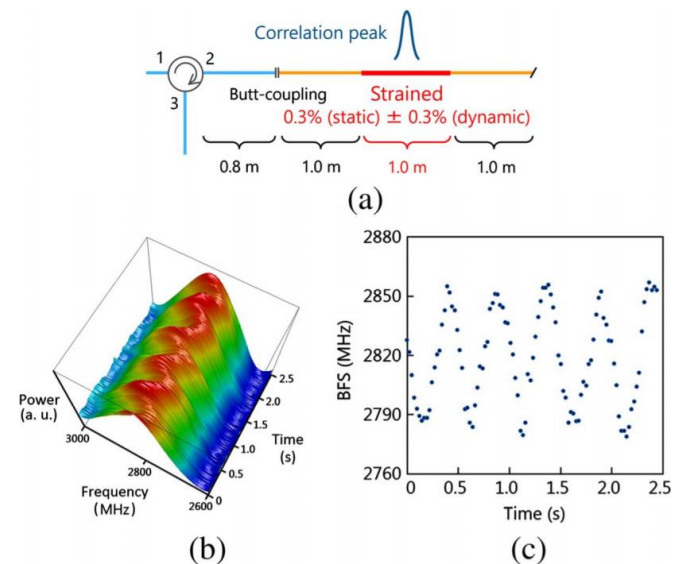 Correlation peak
1
2
3
Butt-coupling
Strained
0.3% (static) ± 0.3% (dynamic)
0.8 m
1.0 m
1.0 m
1.0 m
(a)
Power
(a. u.)
3000
2800
2600
Frequency
(MHz)
0
0.5
1.0
1.5
2.0
2.5
Time
(s)
(b)
2880
2850
2820
2790
2760
BFS (MHz)
0 0.5 1.0 1.5 2.0 2.5
Time (s)
(c)